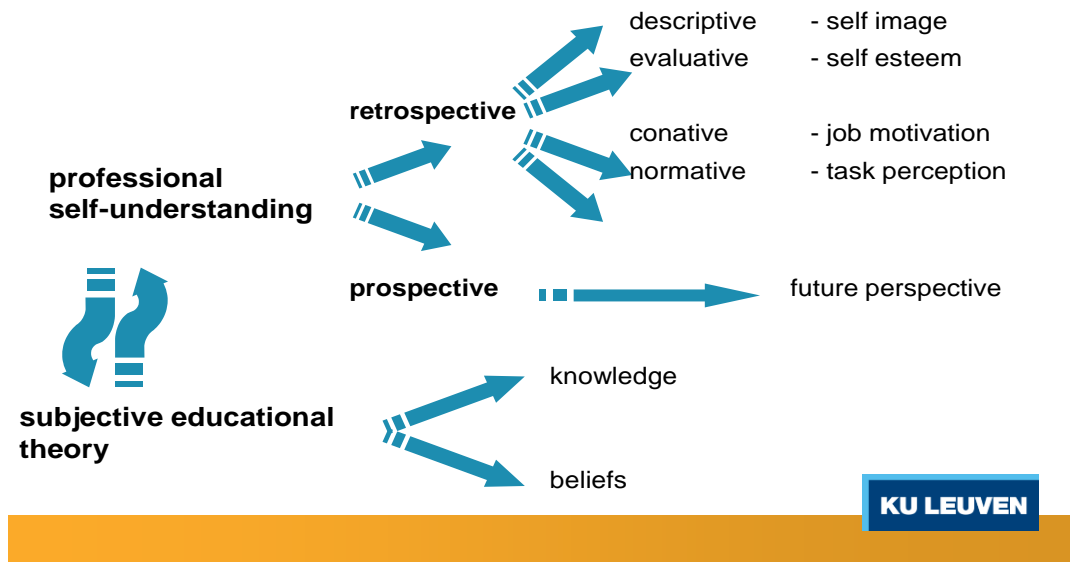 descriptive - self image
evaluative - self esteem
retrospective
conative - job motivation
normative - task perception
professional
self-understanding
prospective
future perspective
knowledge
subjective educational
theory
beliefs
KU LEUVEN